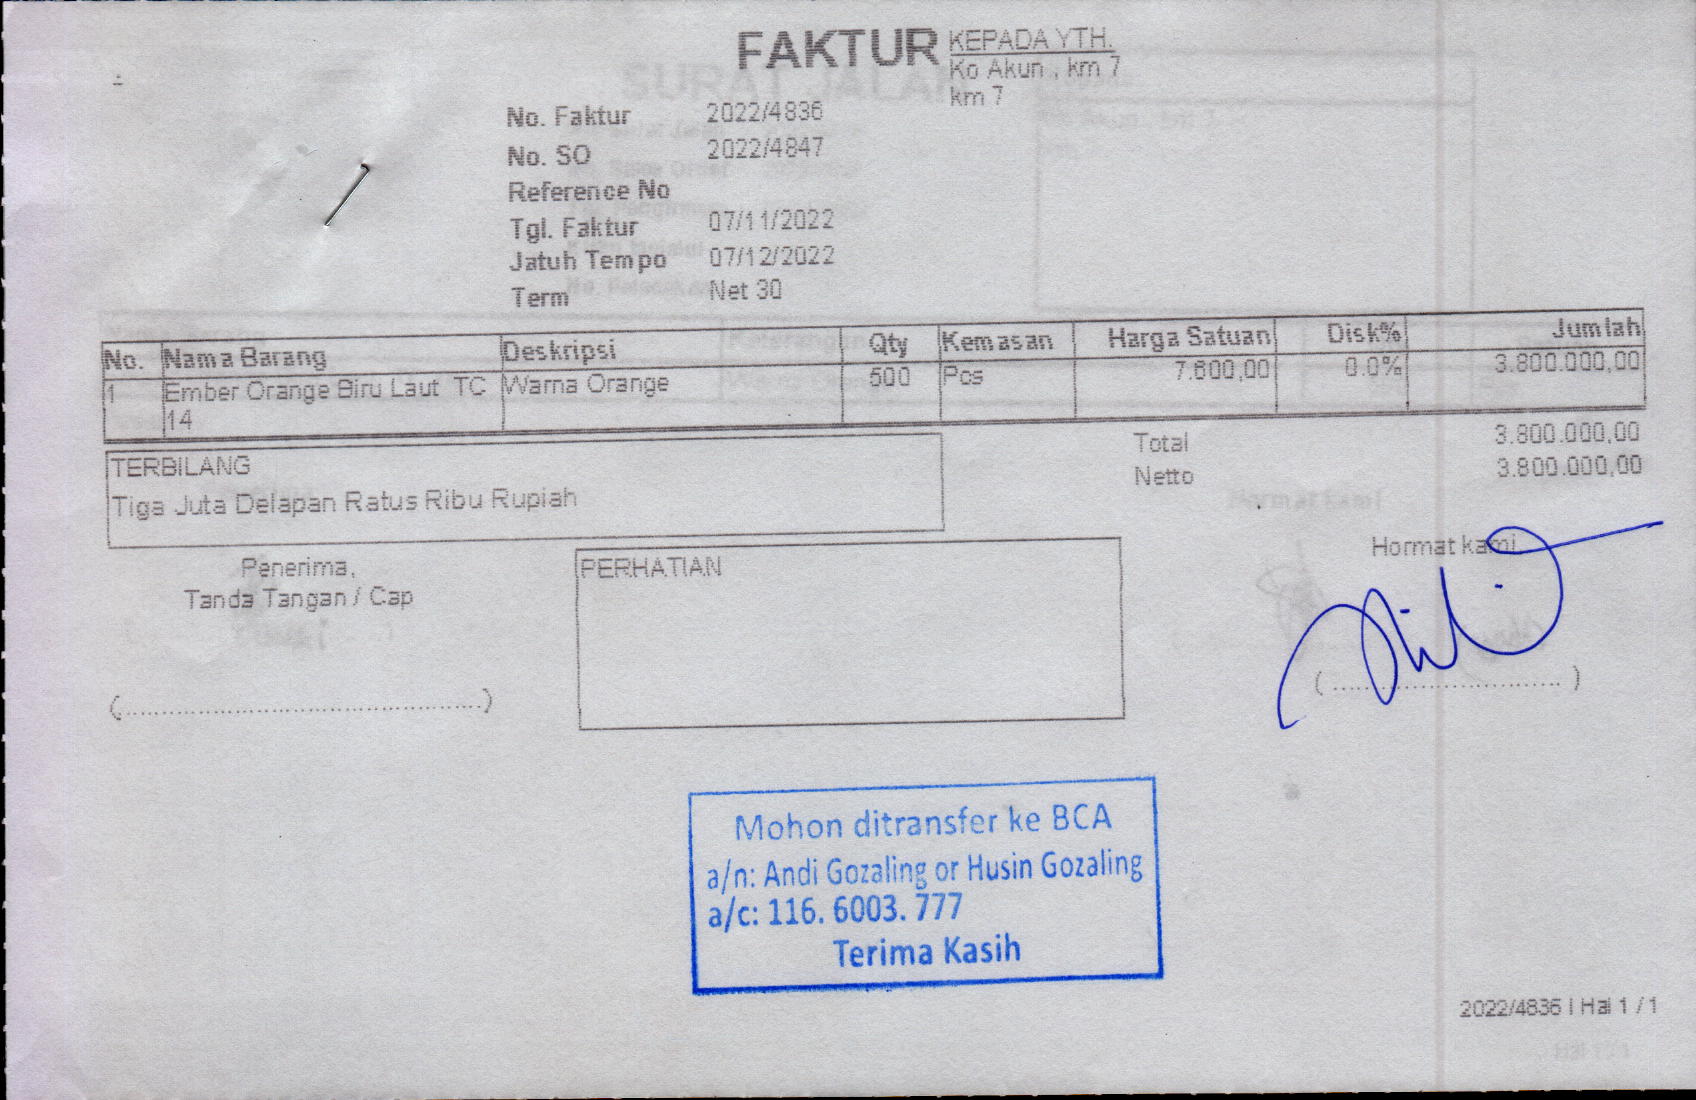 FAKTUR
KEPADA YTH.
Ko Akun , km 7
km 7
No. Faktur 2022/4836
No. SO 2022/4847
Reference No
Tgl. Faktur 07/11/2022
Jatuh Tempo 07/12/2022
Term Net 30
No. Nama Barang Deskripsi Qty Kemasan Harga Satuan Disk% Jumlah
1 Ember Orange Biru Laut TC Warna Orange 500 Pcs 7.600,00 0.0% 3.800.000,00
14
Total 3.800.000,00
Netto 3.800.000,00
TERBILANG
Tiga Juta Delapan Ratus Ribu Rupiah
Penerima,
Tanda Tangan / Cap
(................................................)
PERHATIAN
Hormat kami
( .............................. )
Mohon ditransfer ke BCA
a/n: Andi Gozaling or Husin Gozaling
a/c: 116. 6003. 777
Terima Kasih
2022/4836 | Hal 1 / 1